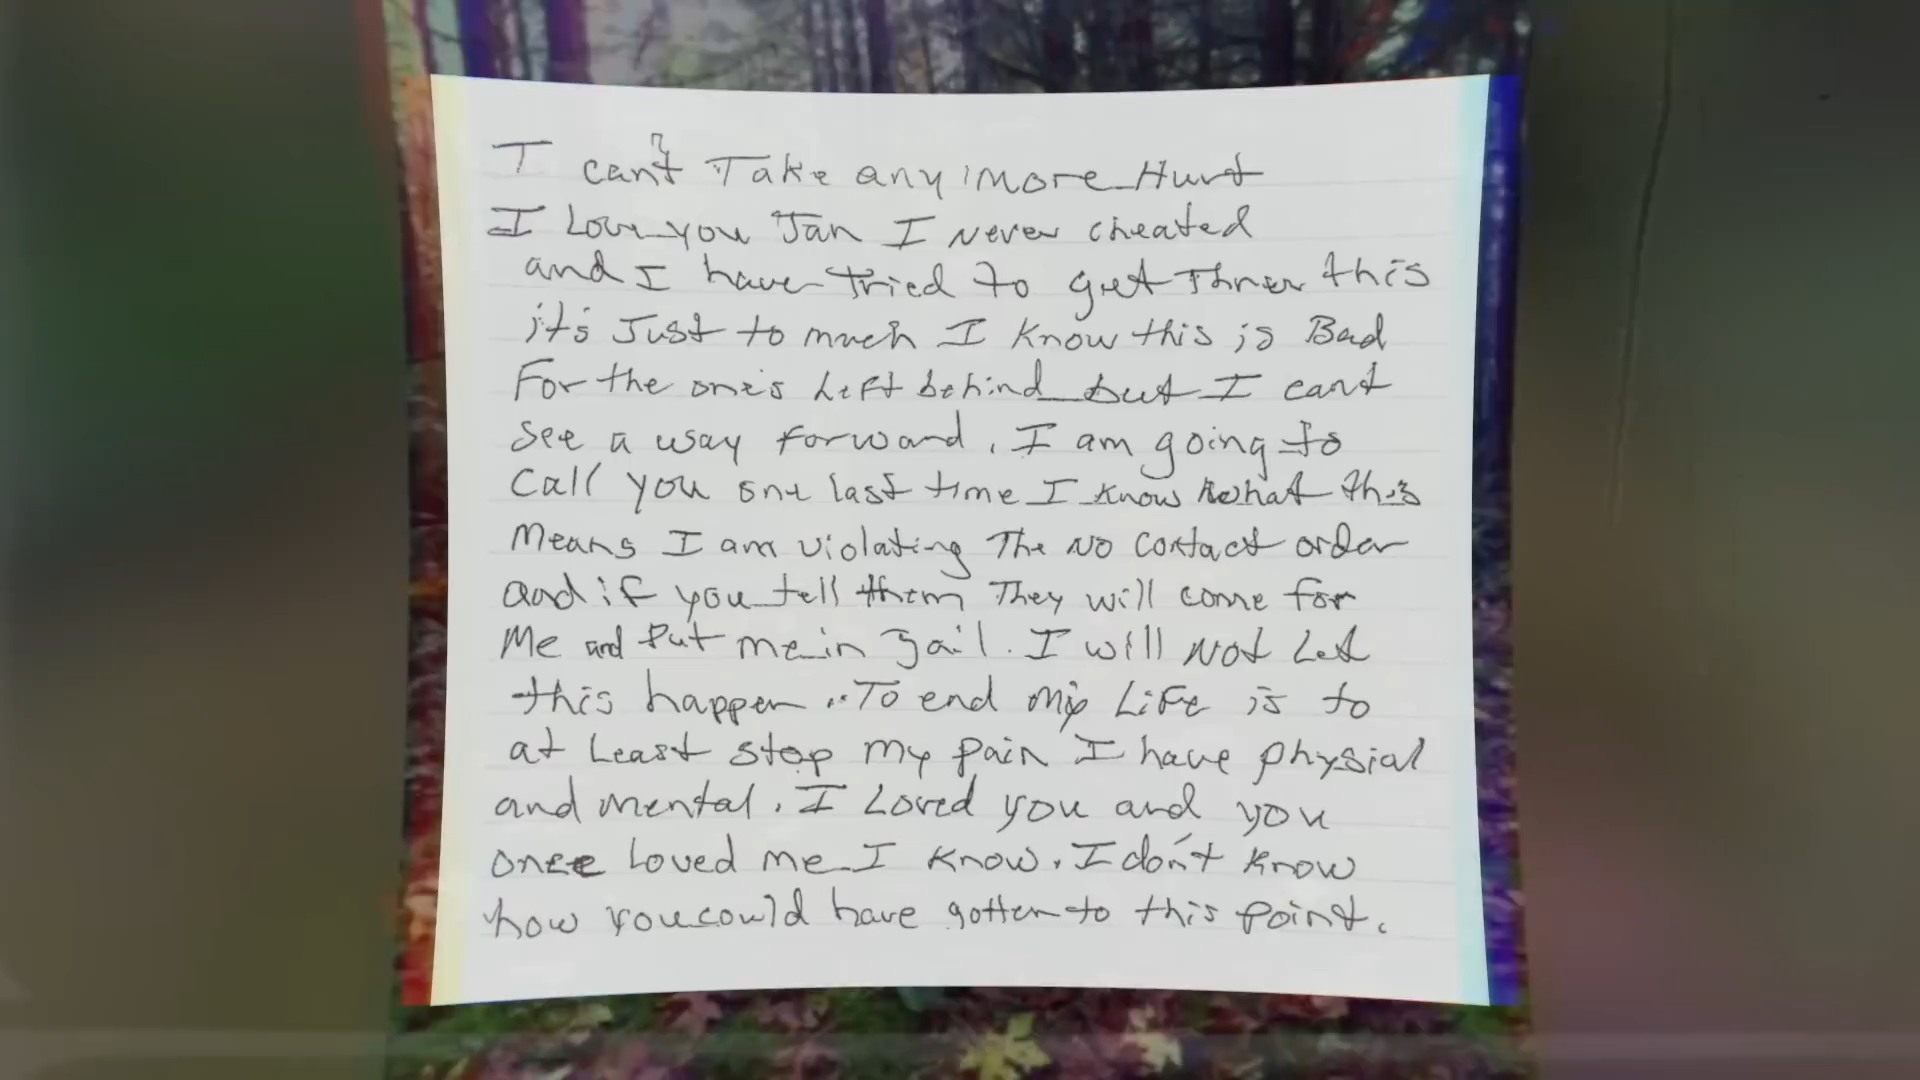 I can't Take any more Hurt
I Love you Jan I never cheated
and I have tried to get Threw this
it's Just to much I know this is Bad
For the one's Left behind but I can't
see a way forward. I am going to
call you one last time I know what this
means I am violating The No contact order
and if you tell them They will come for
Me and Put me in Jail. I will Not Let
this happen. To end my LiFe is to
at Least stop my pain I have physial
and mental. I Loved you and you
once loved me I know. I don't know
how you could have gotten to this point.